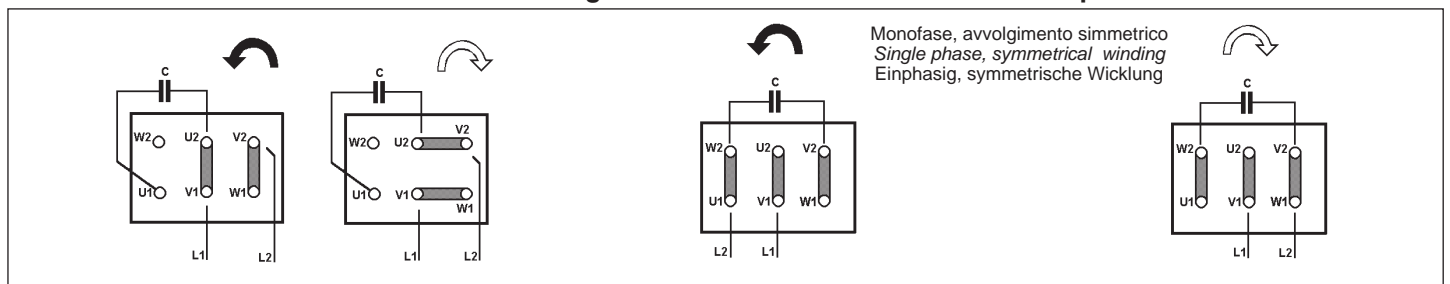 Monofase, avvolgimento simmetrico
Single phase, symmetrical winding
Einphasig, symmetrische Wicklung
C
W2 U2 V2
U1 V1 W1
L1 L2
C
W2 U2 V2
U1 V1 W1
L1 L2
C
W2 U2 V2
U1 V1 W1
L2 L1
C
W2 U2 V2
U1 V1 W1
L1 L2